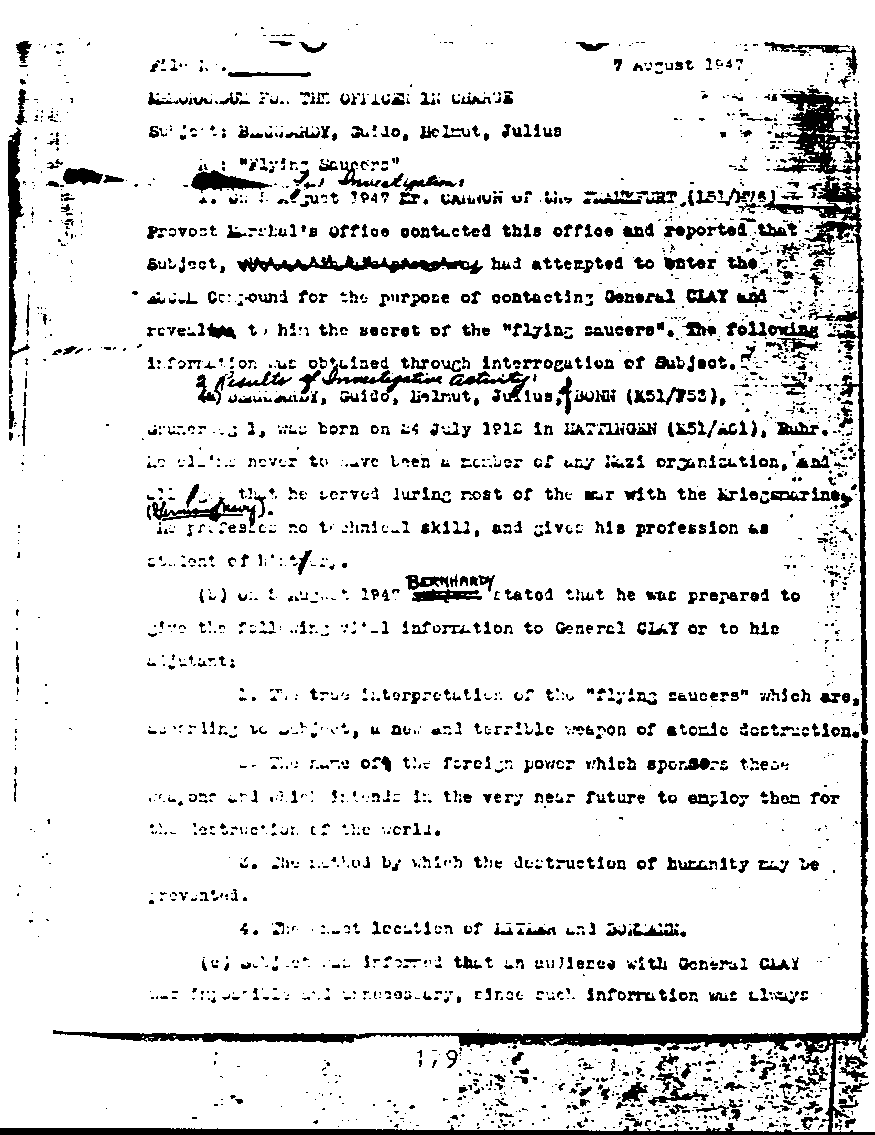 File No.
7 August 1947
MEMORANDUM FOR THE OFFICER IN CHARGE
Subject: BERNHARDY, Guido, Helmut, Julius
Re: "Flying Saucers"
Investigation:
1. On 5 August 1947 Mr. CANNON of the FRANKFURT (L51/M76)
Provost Marshal's Office contacted this office and reported that
Subject, had attempted to enter the
Compound for the purpose of contacting General CLAY and
revealing to him the secret of the "flying saucers". The following
information was obtained through interrogation of Subject.
2 Results of Investigative activity:
(a) BERNHARDY, Guido, Helmut, Julius, BONN (K51/F53),
1, was born on 24 July 1912 in HATTINGEN (K51/A61), Ruhr.
He claims never to have been a member of any Nazi organization, and
that he served during most of the war with the Kriegsmarine,
(German Navy).
He professes no technical skill, and gives his profession as
student of history.
(b) On 5 August 1947 BERNHARDY stated that he was prepared to
give the following vital information to General CLAY or to his
adjutant:
1. The true interpretation of the "flying saucers" which are,
according to Subject, a new and terrible weapon of atomic destruction.
2. The name of the foreign power which sponsors these
weapons and which intends in the very near future to employ them for
the destruction of the world.
3. The method by which the destruction of humanity may be
prevented.
4. The exact location of HITLER and BORMANN.
(c) Subject was informed that an audience with General CLAY
was impossible and unnecessary, since such information was always
179